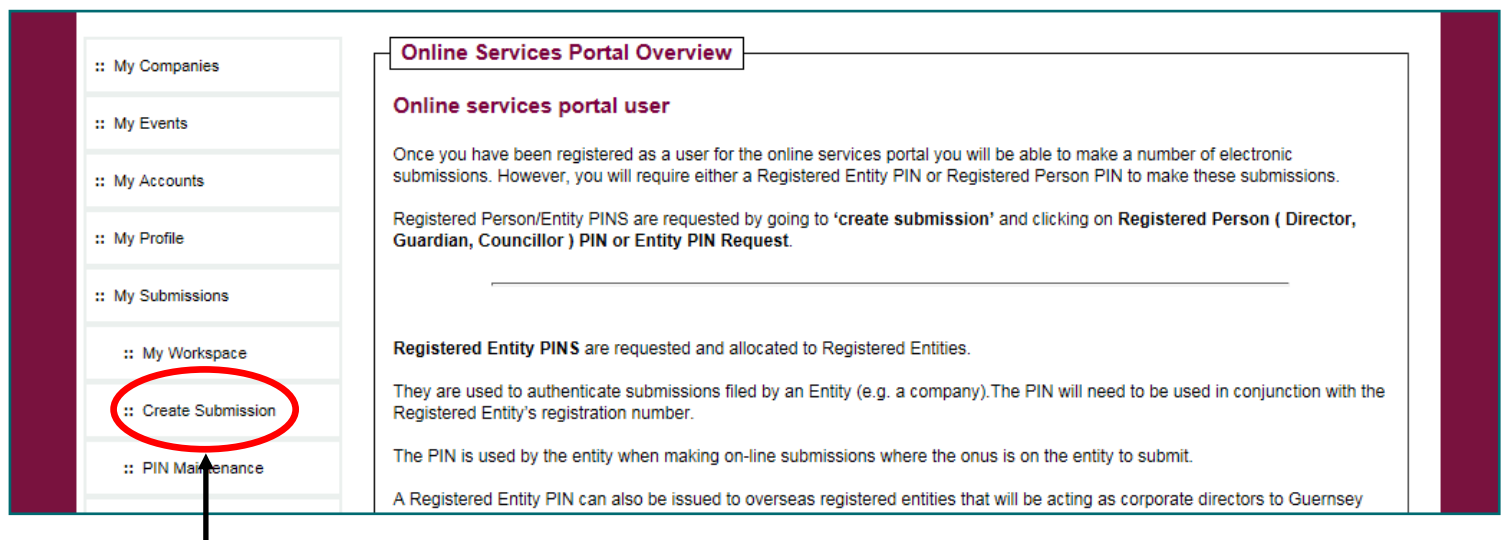 :: My Companies
:: My Events
:: My Accounts
:: My Profile
:: My Submissions
:: My Workspace
:: Create Submission
:: PIN Maintenance
Online Services Portal Overview
Online services portal user
Once you have been registered as a user for the online services portal you will be able to make a number of electronic
submissions. However, you will require either a Registered Entity PIN or Registered Person PIN to make these submissions.
Registered Person/Entity PINS are requested by going to ‘create submission’ and clicking on Registered Person ( Director,
Guardian, Councillor ) PIN or Entity PIN Request.
Registered Entity PINS are requested and allocated to Registered Entities.
They are used to authenticate submissions filed by an Entity (e.g. a company).The PIN will need to be used in conjunction with the
Registered Entity’s registration number.
The PIN is used by the entity when making on-line submissions where the onus is on the entity to submit.
A Registered Entity PIN can also be issued to overseas registered entities that will be acting as corporate directors to Guernsey